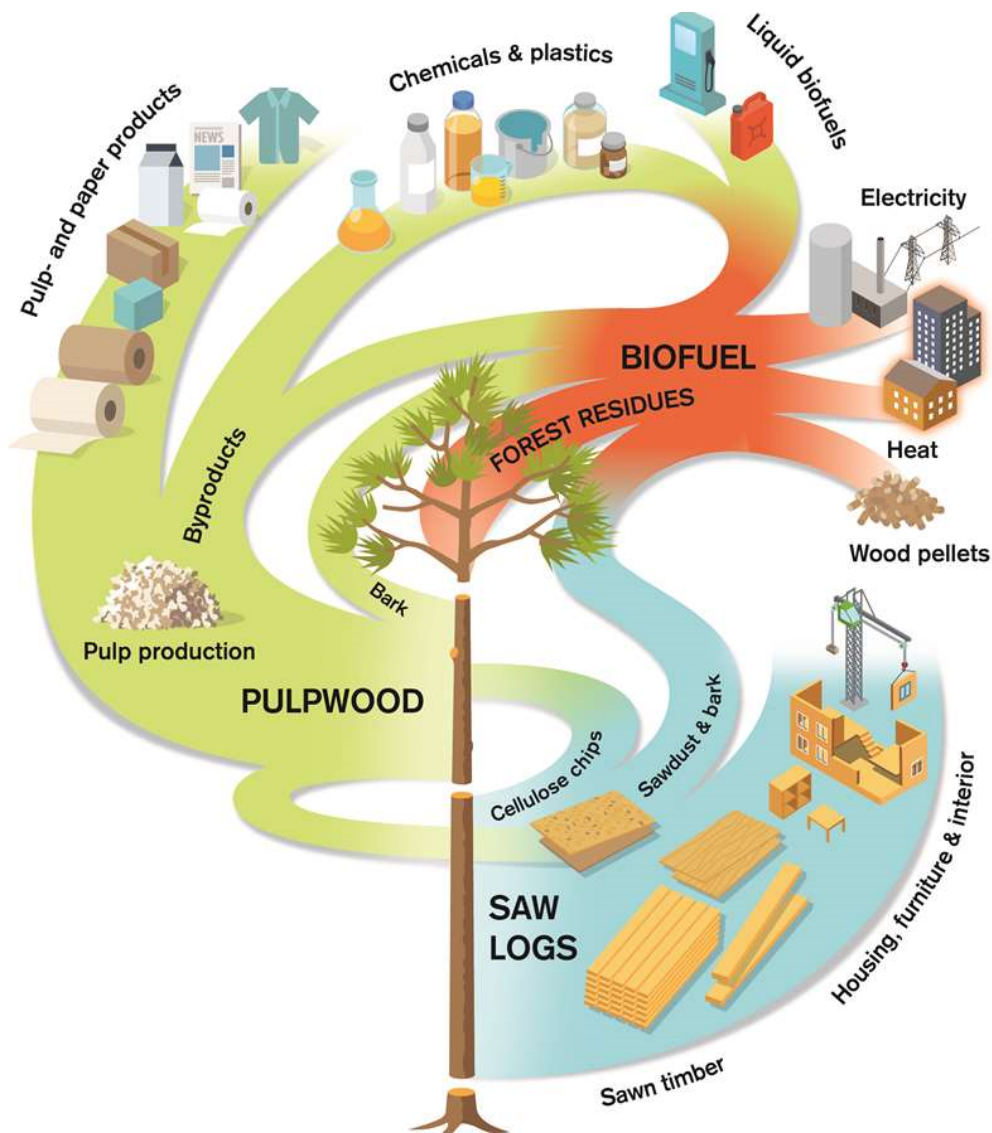 Chemicals & plastics
Liquid biofuels
Pulp- and paper products
NEWS
Electricity
BIOFUEL
FOREST RESIDUES
Heat
Byproducts
Wood pellets
Bark
Pulp production
PULPWOOD
Cellulose chips
Sawdust & bark
Housing, furniture & interior
SAW
LOGS
Sawn timber